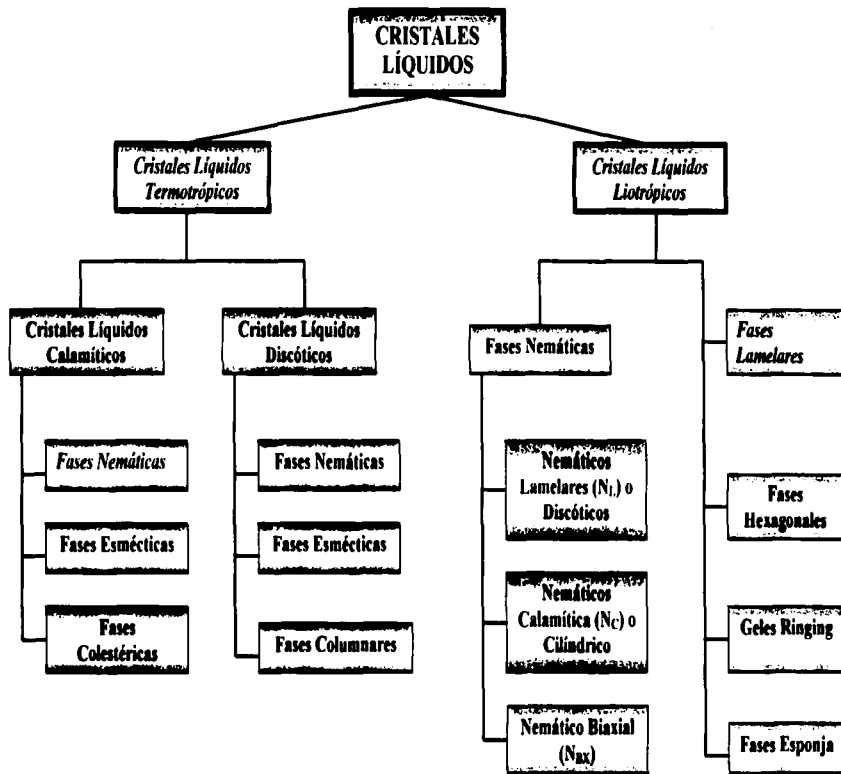 CRISTALES
LÍQUIDOS
Cristales Líquidos
Termotrópicos
Cristales Líquidos
Liotrópicos
Cristales Líquidos
Calamíticos
Cristales Líquidos
Discóticos
Fases Nemáticas
Fases
Lamelares
Fases Nemáticas
Fases Esmécticas
Fases
Colestéricas
Fases Nemáticas
Fases Esmécticas
Fases Columnares
Nemáticos
Lamelares (NL) o
Discóticos
Nemáticos
Calamítica (NC) o
Cilíndrico
Nemático Biaxial
(Nax)
Fases
Hexagonales
Geles Ringing
Fases Esponja